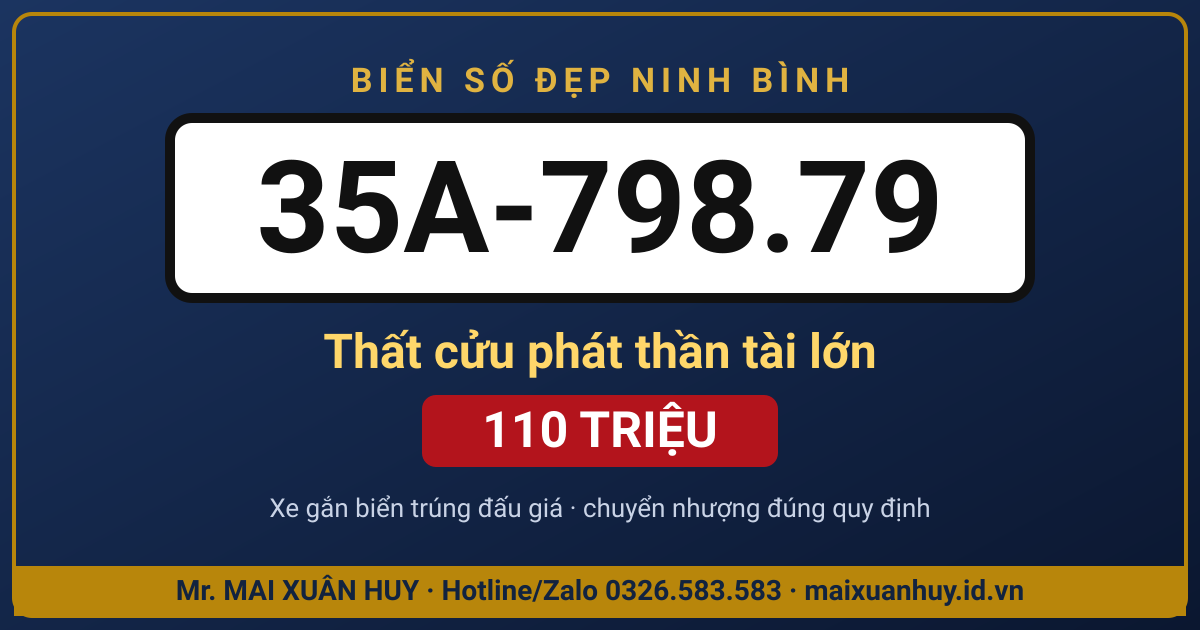 BIỂN SỐ ĐẸP NINH BÌNH
35A-798.79
Thất cửu phát thần tài lớn
110 TRIỆU
Xe gắn biển trúng đấu giá · chuyển nhượng đúng quy định
Mr. MAI XUÂN HUY · Hotline/Zalo 0326.583.583 · maixuanhuy.id.vn